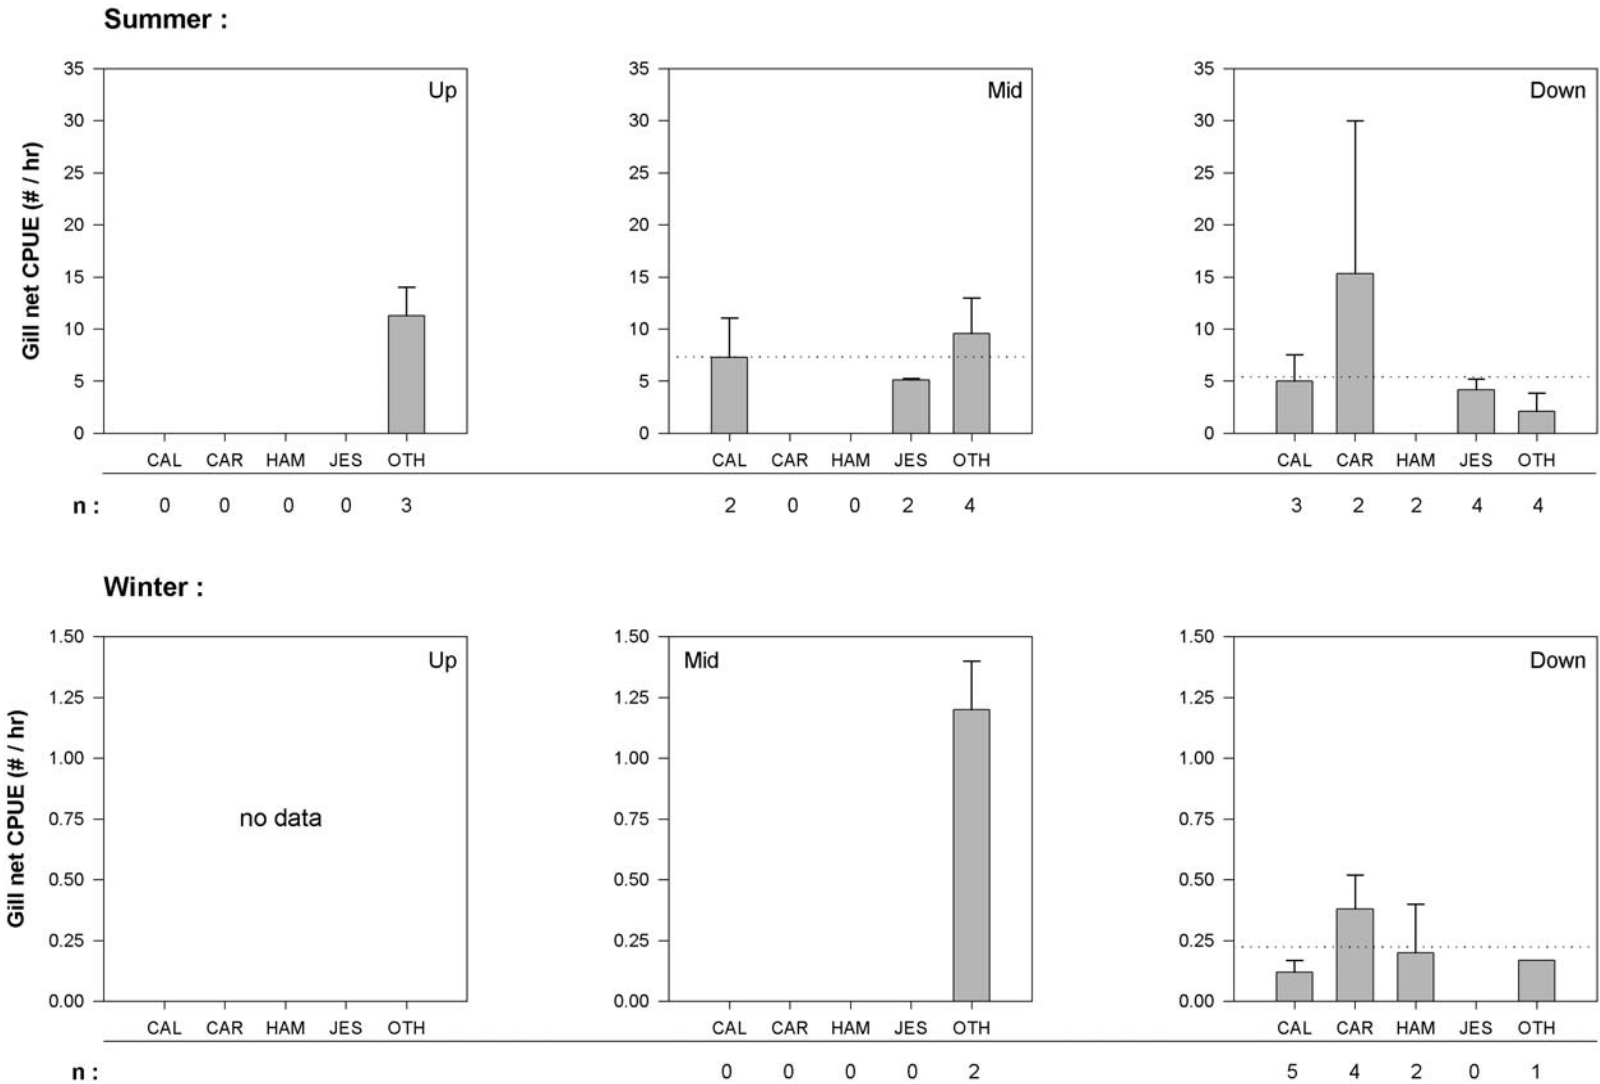 Summer :
Gill net CPUE (# / hr)
35 30 25 20 15 10 5 0
Up
CAL CAR HAM JES OTH
35 30 25 20 15 10 5 0
Mid
CAL CAR HAM JES OTH
35 30 25 20 15 10 5 0
Down
CAL CAR HAM JES OTH
n : 0 0 0 0 3 2 0 0 2 4 3 2 2 4 4
Winter :
Gill net CPUE (# / hr)
1.50 1.25 1.00 0.75 0.50 0.25 0.00
Up
no data
CAL CAR HAM JES OTH
1.50 1.25 1.00 0.75 0.50 0.25 0.00
Mid
CAL CAR HAM JES OTH
1.50 1.25 1.00 0.75 0.50 0.25 0.00
Down
CAL CAR HAM JES OTH
n : 0 0 0 0 2 5 4 2 0 1